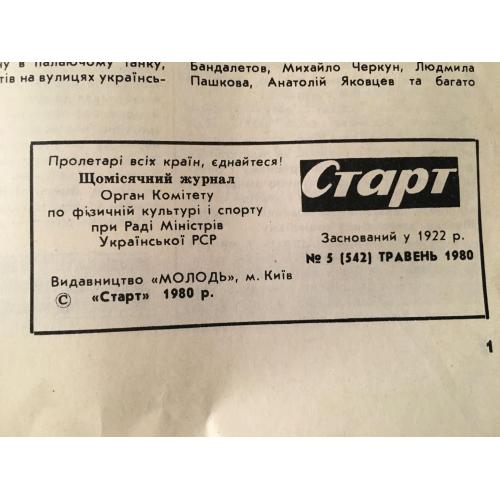 ну в палаючому танку,
тів на вулицях українсь-
Бандалетов, Михайло Черкун, Людмила
Пашкова, Анатолій Яковцев та багато
Пролетарі всіх країн, єднайтеся!
Щомісячний журнал
Орган Комітету
по фізичній культурі і спорту
при Раді Міністрів
Української РСР
Видавництво «МОЛОДЬ», м. Київ
© «Старт» 1980 р.
Старт
Заснований у 1922 р.
№ 5 (542) ТРАВЕНЬ 1980
1